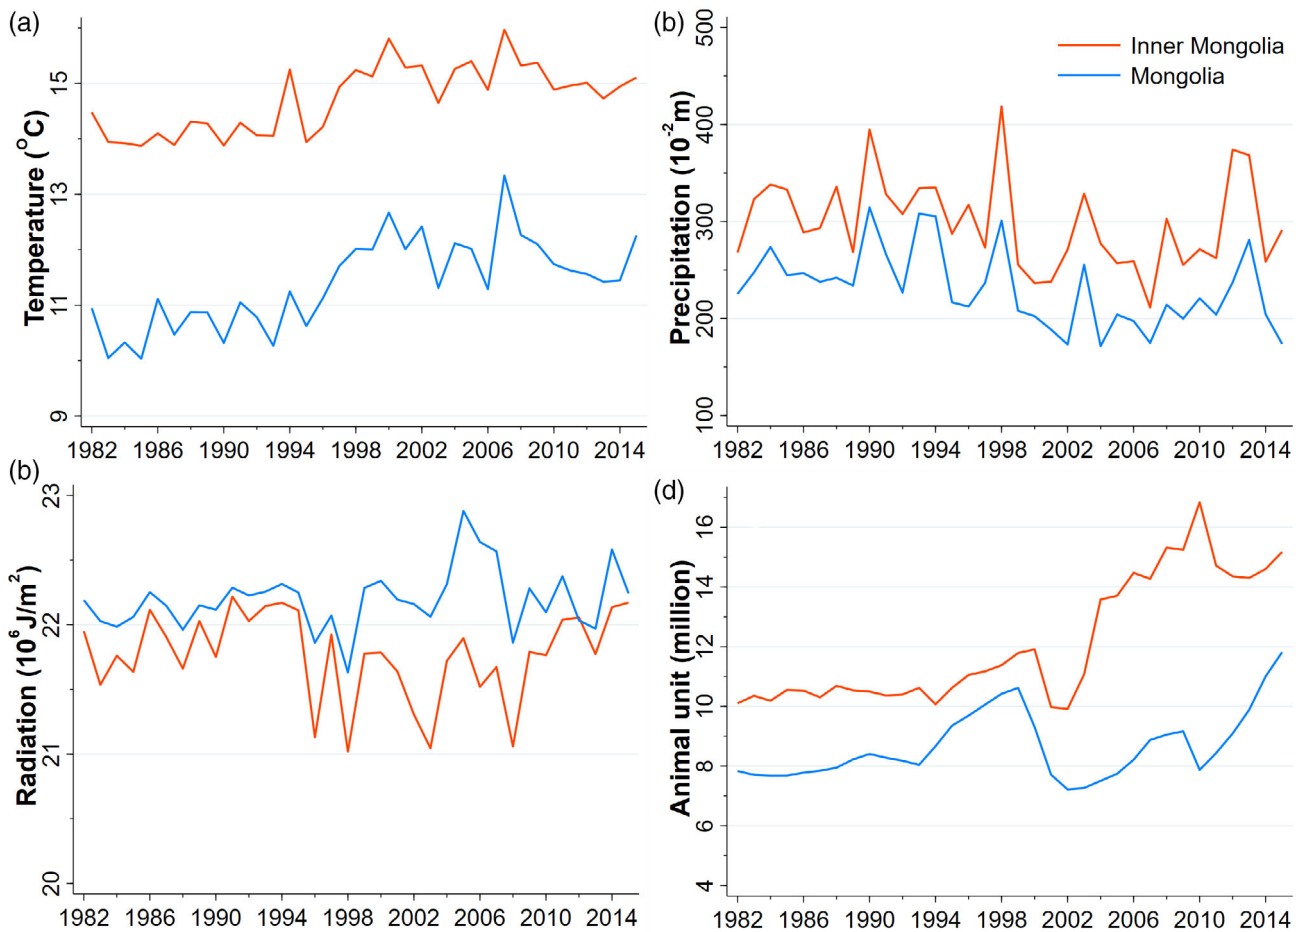 (a)
Temperature (°C)
15
13
11
9
1982 1986 1990 1994 1998 2002 2006 2010 2014
(b)
Precipitation (10⁻²m)
500
400
300
200
100
Inner Mongolia
Mongolia
1982 1986 1990 1994 1998 2002 2006 2010 2014
(b)
Radiation (10⁶J/m²)
23
22
21
20
1982 1986 1990 1994 1998 2002 2006 2010 2014
(d)
Animal unit (million)
16
14
12
10
8
6
4
1982 1986 1990 1994 1998 2002 2006 2010 2014